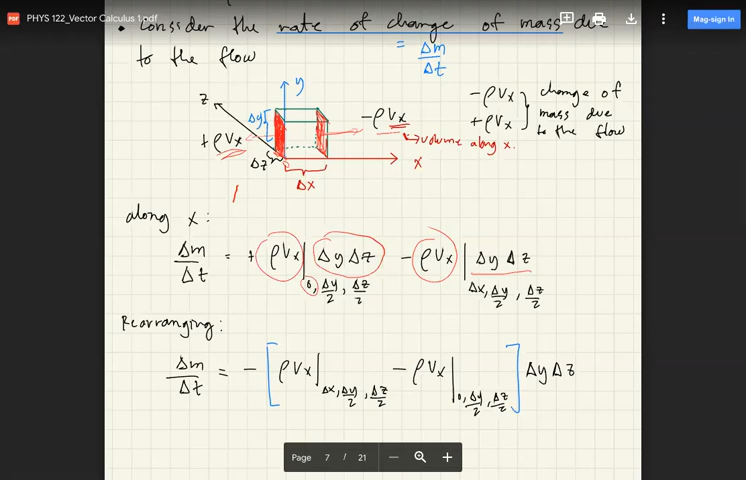 PDF PHYS 122_Vector Calculus 1.pdf
Mag-sign In
• Consider the rate of change of mass due
to the flow
= Δm/Δt
y
z
Δy
+ρVx
−ρVx
volume along x.
Δz
0
Δx
x
−ρVx
+ρVx
change of
mass due
to the flow
along x:
Δm/Δt = +ρVx|0, Δy/2, Δz/2 ΔyΔz − ρVx|Δx, Δy/2, Δz/2 ΔyΔz
Rearranging:
Δm/Δt = −[ρVx|Δx, Δy/2, Δz/2 − ρVx|0, Δy/2, Δz/2] ΔyΔz
Page 7 / 21